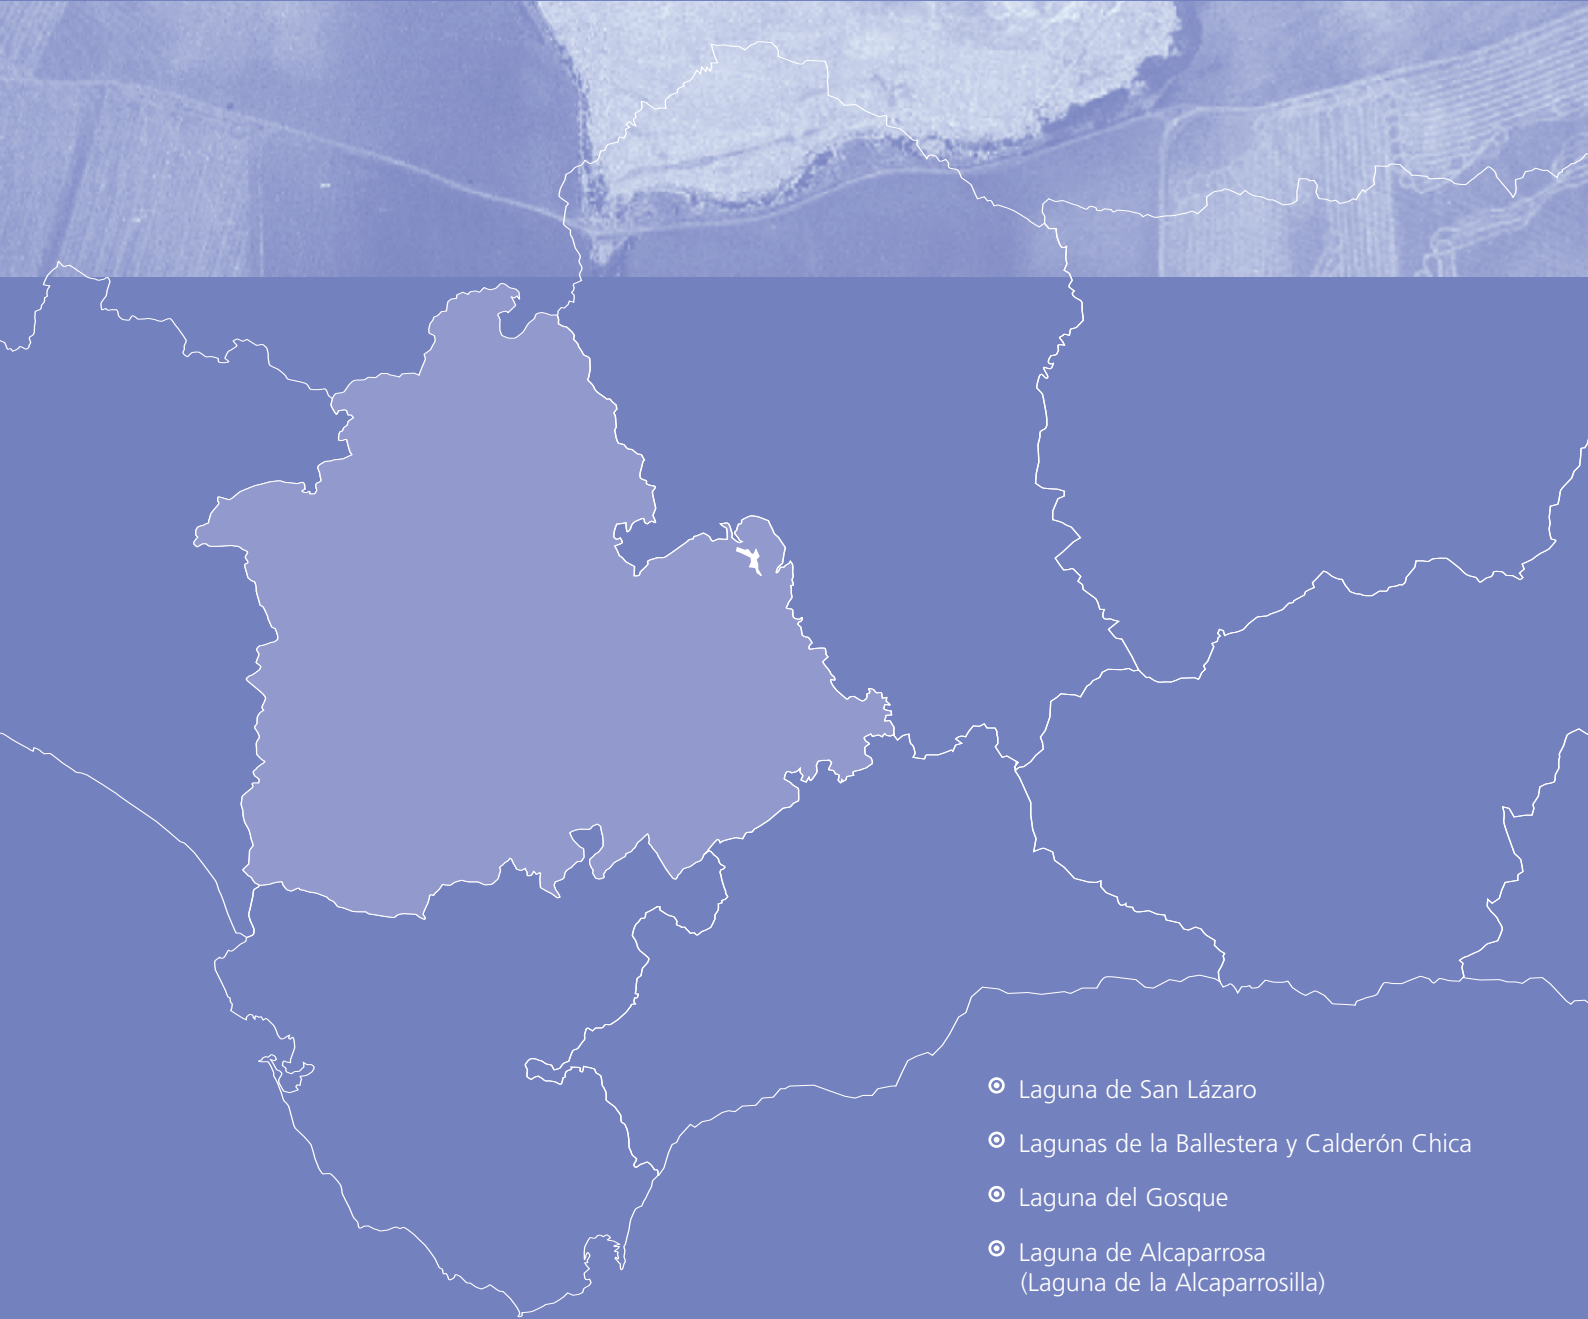 Laguna de San Lázaro
Lagunas de la Ballestera y Calderón Chica
Laguna del Gosque
Laguna de Alcaparrosa
(Laguna de la Alcaparrosilla)